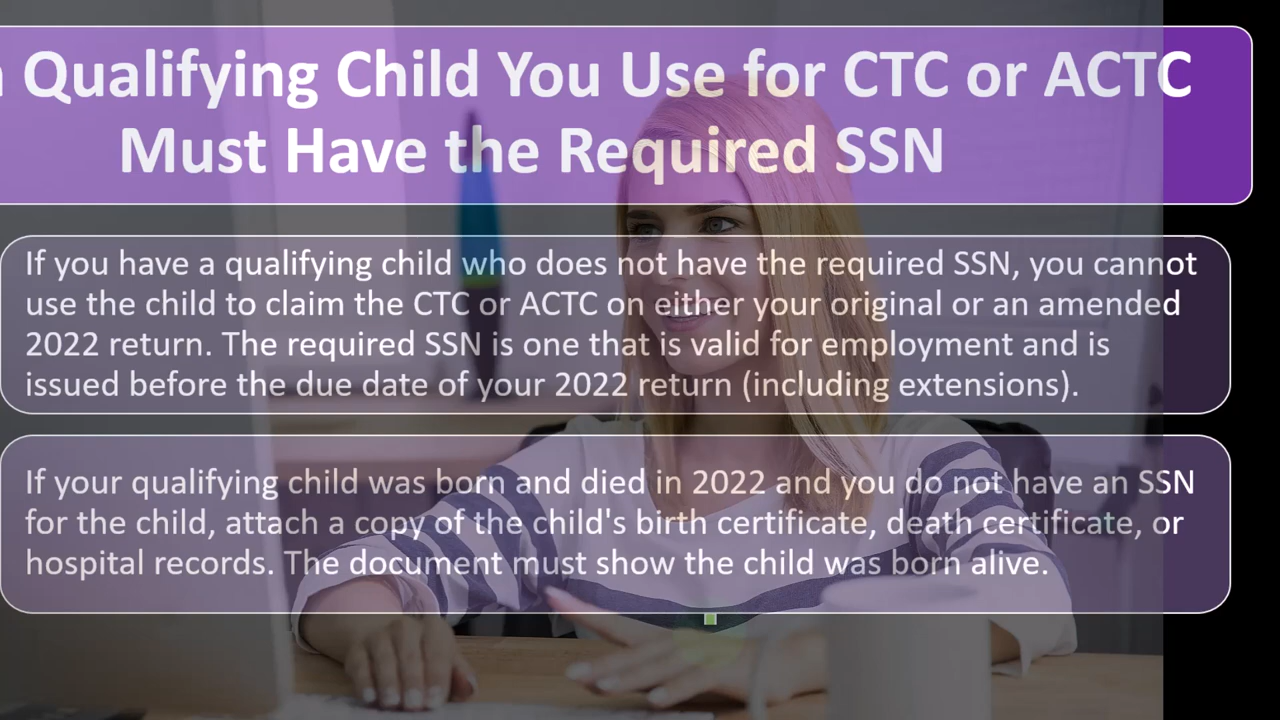 Qualifying Child You Use for CTC or ACTC
Must Have the Required SSN
If you have a qualifying child who does not have the required SSN, you cannot
use the child to claim the CTC or ACTC on either your original or an amended
2022 return. The required SSN is one that is valid for employment and is
issued before the due date of your 2022 return (including extensions).
If your qualifying child was born and died in 2022 and you do not have an SSN
for the child, attach a copy of the child's birth certificate, death certificate, or
hospital records. The document must show the child was born alive.